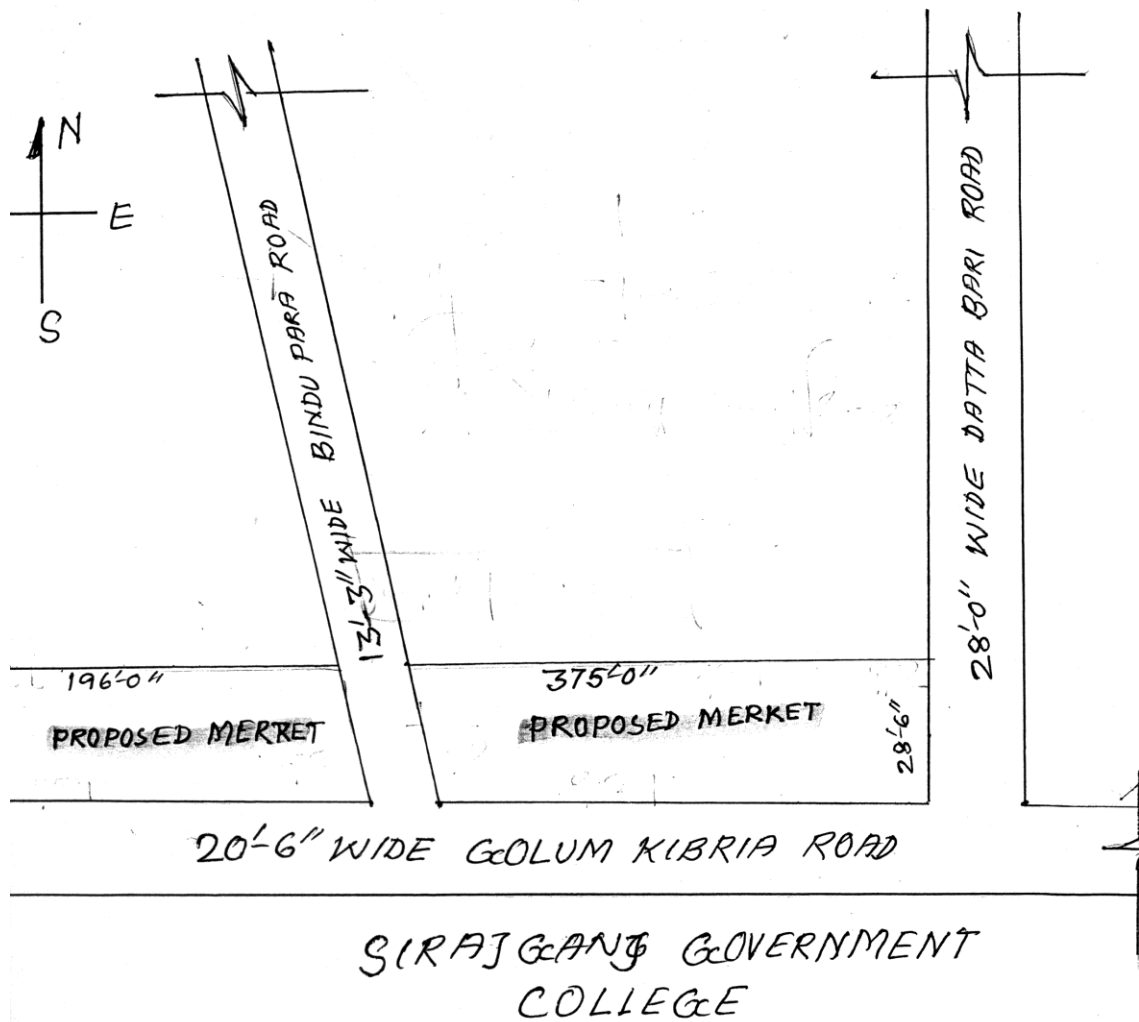 N
E
S
13'-3" WIDE BINDU PARA ROAD
28'-0" WIDE DATTA BARI ROAD
196'-0"
PROPOSED MERKET
375'-0"
PROPOSED MERKET
28'-6"
20'-6" WIDE GOLUM KIBRIA ROAD
SIRAJGANJ GOVERNMENT
COLLEGE